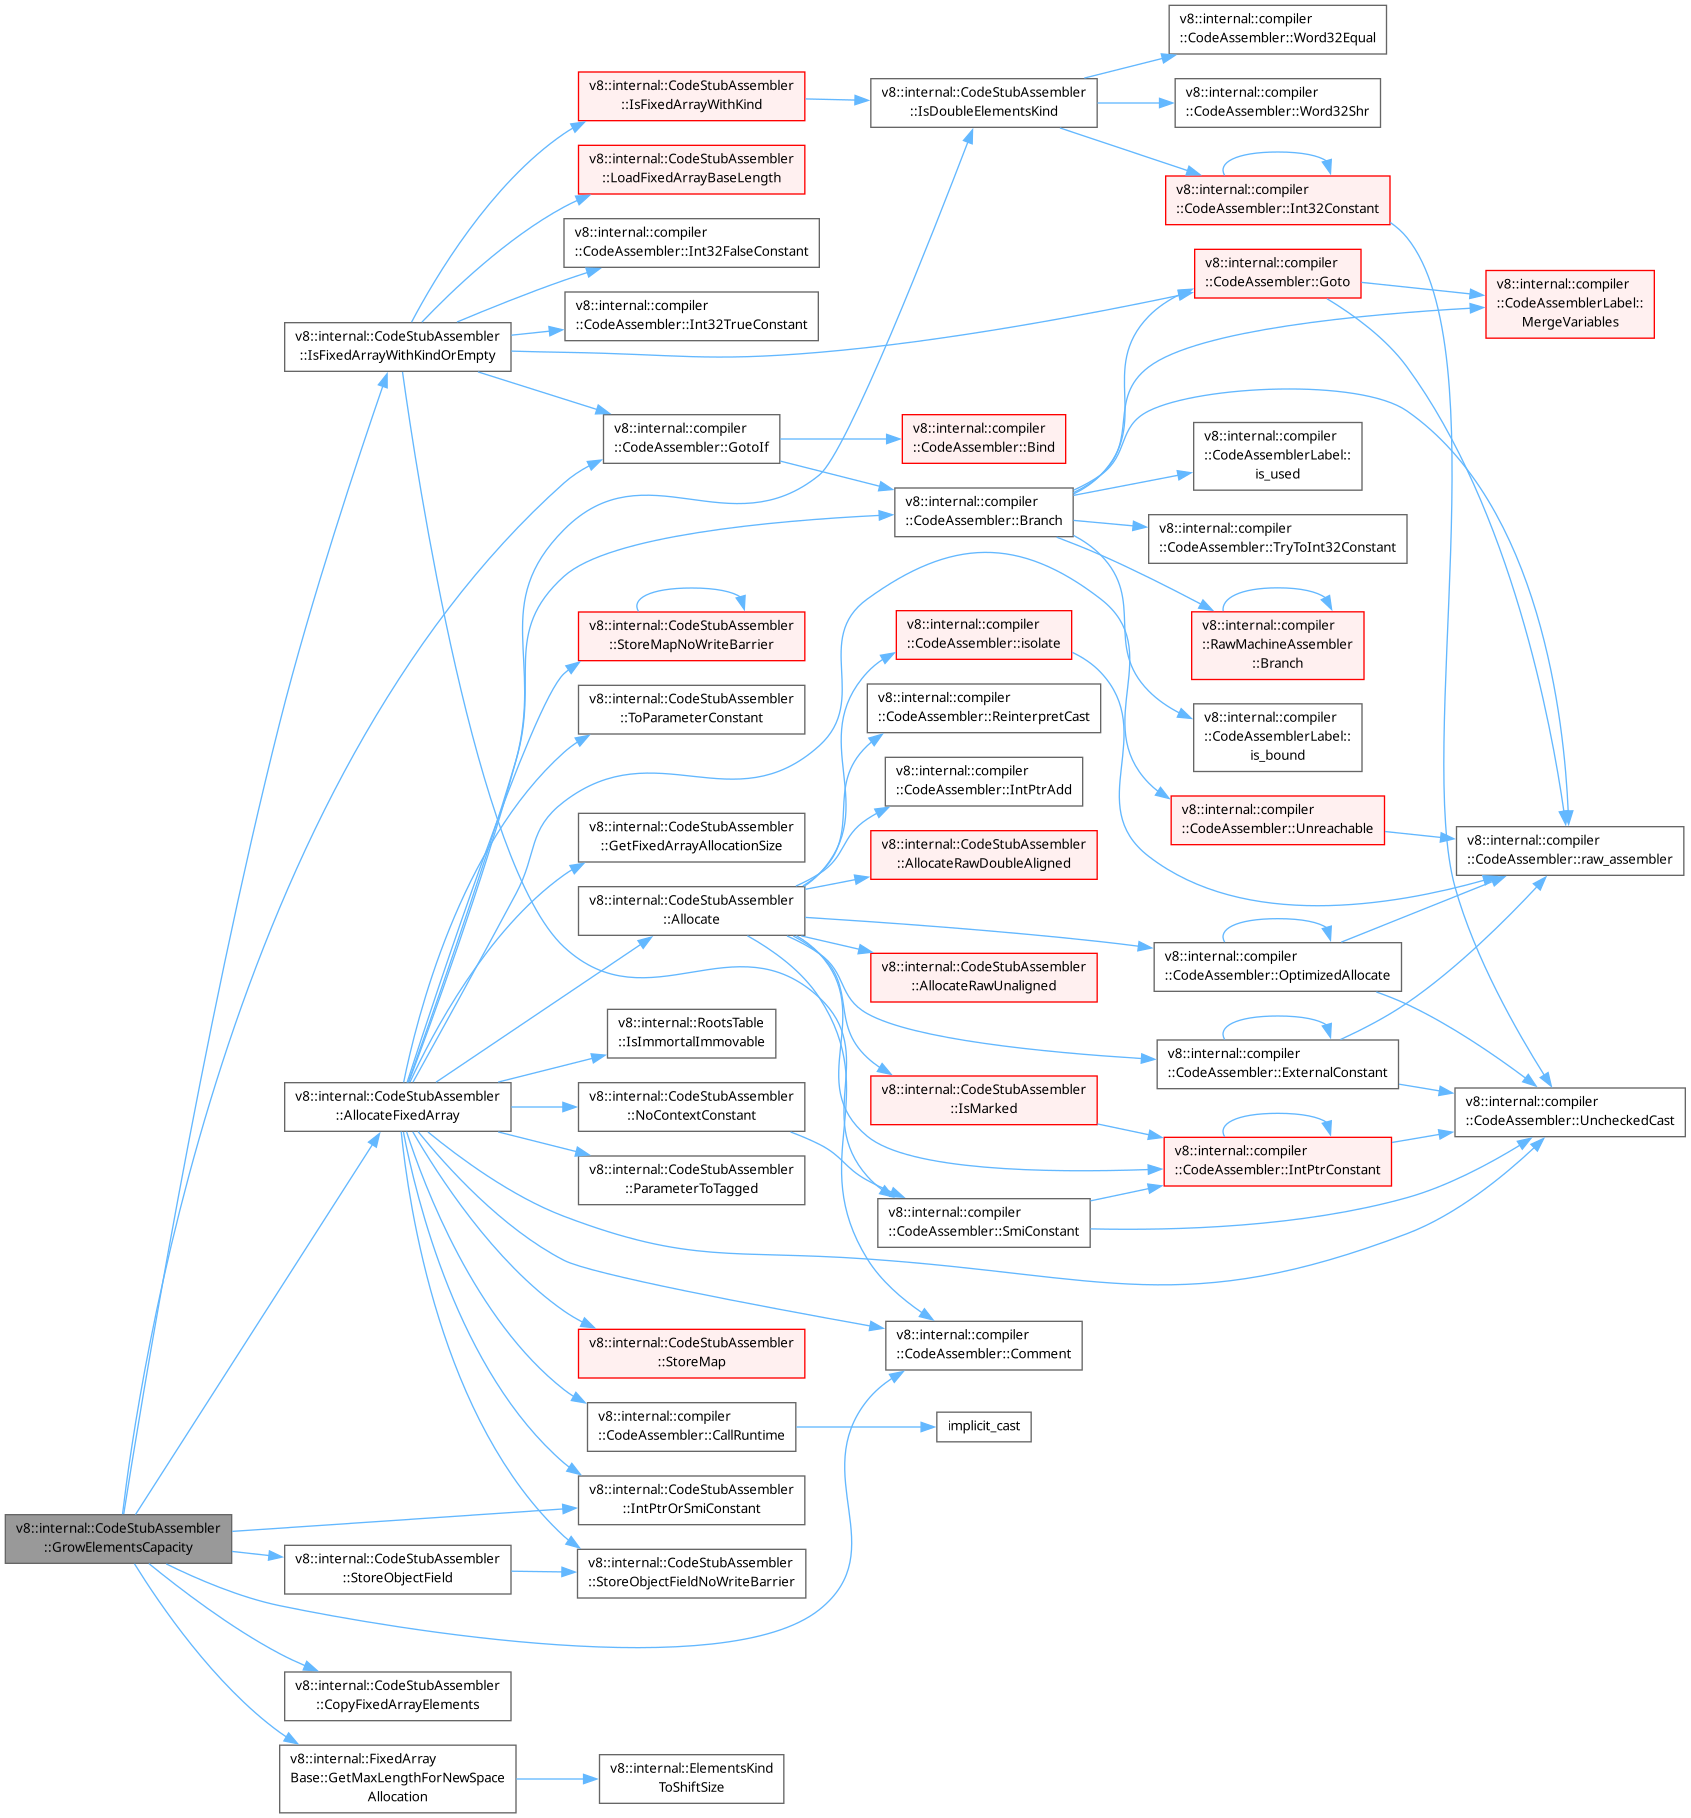 v8::internal::compiler
::CodeAssembler::Word32Equal
v8::internal::CodeStubAssembler
::IsFixedArrayWithKind
v8::internal::CodeStubAssembler
::IsDoubleElementsKind
v8::internal::compiler
::CodeAssembler::Word32Shr
v8::internal::CodeStubAssembler
::LoadFixedArrayBaseLength
v8::internal::compiler
::CodeAssembler::Int32Constant
v8::internal::compiler
::CodeAssembler::Int32FalseConstant
v8::internal::compiler
::CodeAssembler::Goto
v8::internal::compiler
::CodeAssemblerLabel::
MergeVariables
v8::internal::compiler
::CodeAssembler::Int32TrueConstant
v8::internal::CodeStubAssembler
::IsFixedArrayWithKindOrEmpty
v8::internal::compiler
::CodeAssembler::GotoIf
v8::internal::compiler
::CodeAssembler::Bind
v8::internal::compiler
::CodeAssemblerLabel::
is_used
v8::internal::compiler
::CodeAssembler::Branch
v8::internal::compiler
::CodeAssembler::TryToInt32Constant
v8::internal::CodeStubAssembler
::StoreMapNoWriteBarrier
v8::internal::compiler
::CodeAssembler::isolate
v8::internal::compiler
::RawMachineAssembler
::Branch
v8::internal::CodeStubAssembler
::ToParameterConstant
v8::internal::compiler
::CodeAssembler::ReinterpretCast
v8::internal::compiler
::CodeAssemblerLabel::
is_bound
v8::internal::compiler
::CodeAssembler::IntPtrAdd
v8::internal::CodeStubAssembler
::GetFixedArrayAllocationSize
v8::internal::compiler
::CodeAssembler::Unreachable
v8::internal::CodeStubAssembler
::AllocateRawDoubleAligned
v8::internal::compiler
::CodeAssembler::raw_assembler
v8::internal::CodeStubAssembler
::Allocate
v8::internal::CodeStubAssembler
::AllocateRawUnaligned
v8::internal::compiler
::CodeAssembler::OptimizedAllocate
v8::internal::RootsTable
::IsImmortalImmovable
v8::internal::compiler
::CodeAssembler::ExternalConstant
v8::internal::CodeStubAssembler
::AllocateFixedArray
v8::internal::CodeStubAssembler
::NoContextConstant
v8::internal::CodeStubAssembler
::IsMarked
v8::internal::compiler
::CodeAssembler::UncheckedCast
v8::internal::CodeStubAssembler
::ParameterToTagged
v8::internal::compiler
::CodeAssembler::IntPtrConstant
v8::internal::compiler
::CodeAssembler::SmiConstant
v8::internal::CodeStubAssembler
::StoreMap
v8::internal::compiler
::CodeAssembler::Comment
v8::internal::compiler
::CodeAssembler::CallRuntime
implicit_cast
v8::internal::CodeStubAssembler
::IntPtrOrSmiConstant
v8::internal::CodeStubAssembler
::GrowElementsCapacity
v8::internal::CodeStubAssembler
::StoreObjectField
v8::internal::CodeStubAssembler
::StoreObjectFieldNoWriteBarrier
v8::internal::CodeStubAssembler
::CopyFixedArrayElements
v8::internal::FixedArray
Base::GetMaxLengthForNewSpace
Allocation
v8::internal::ElementsKind
ToShiftSize